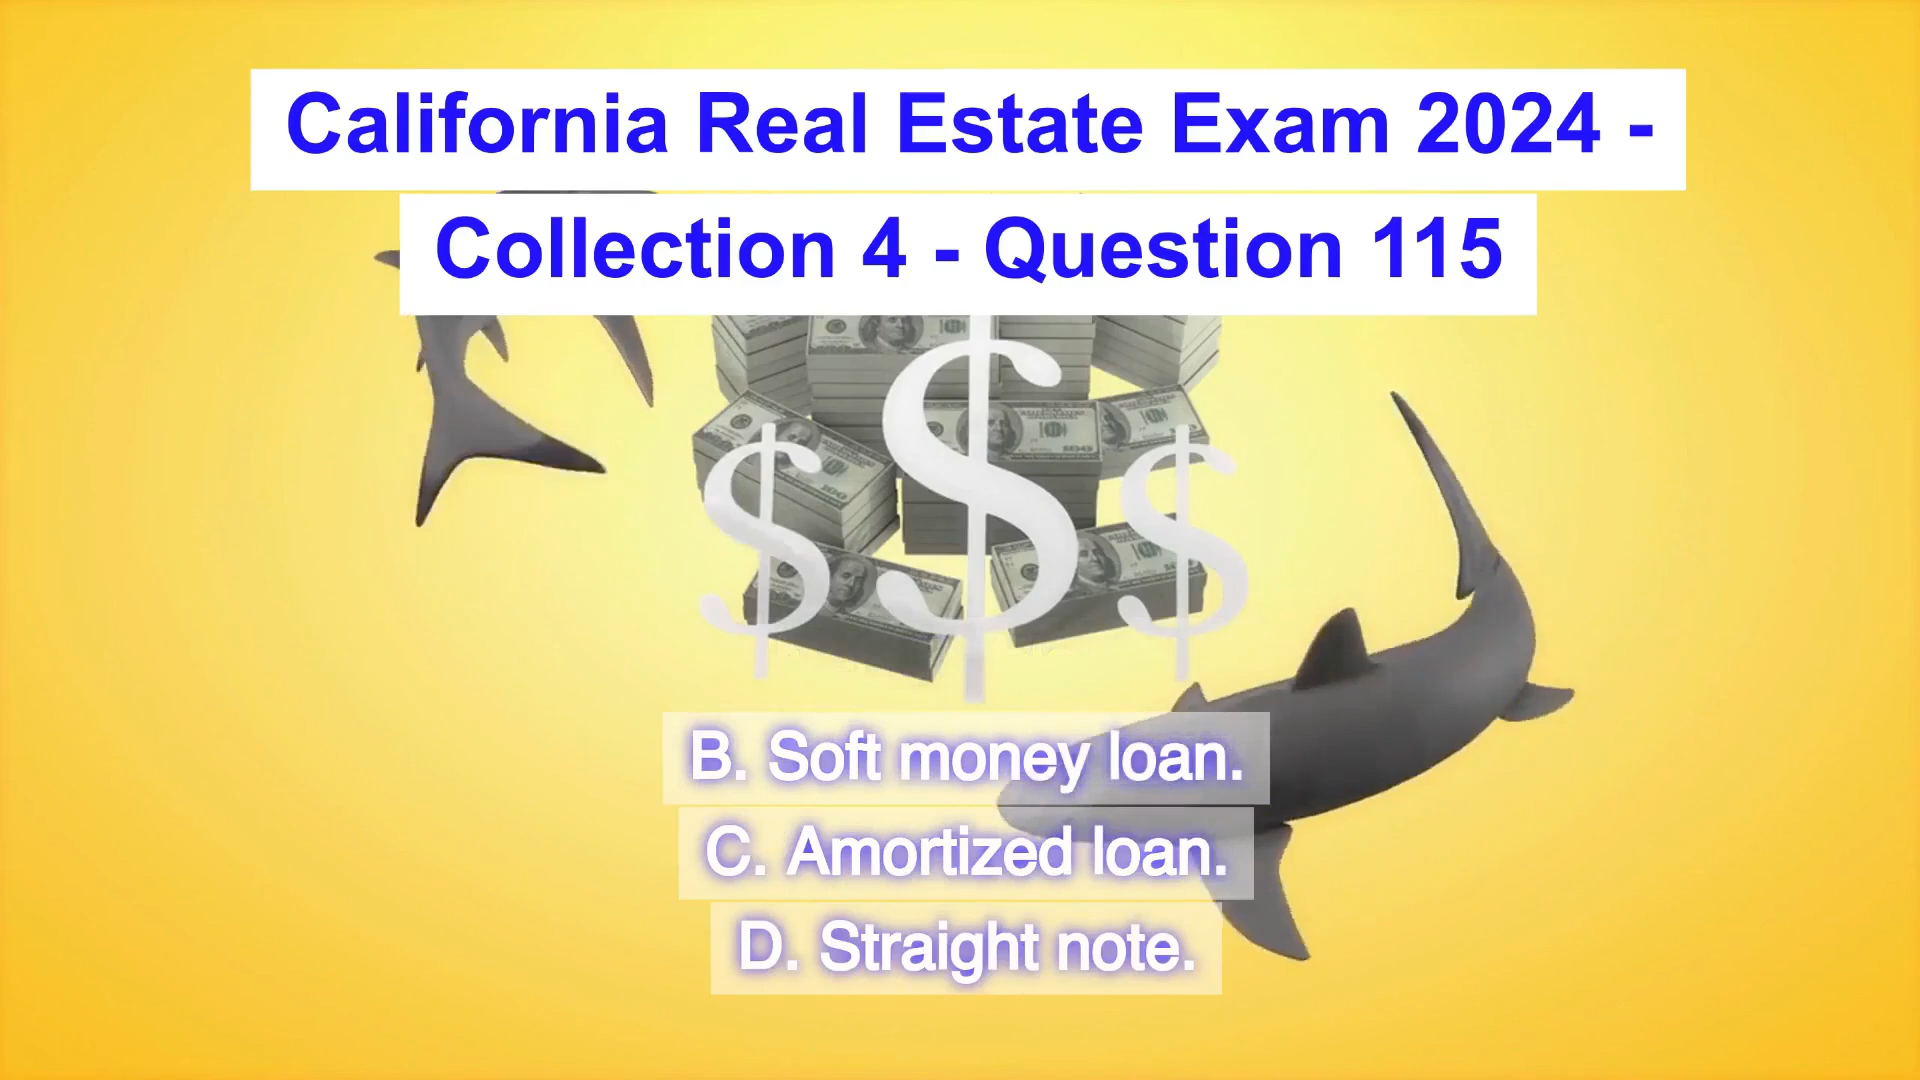 California Real Estate Exam 2024 -
Collection 4 - Question 115
$ $ $
B. Soft money loan.
C. Amortized loan.
D. Straight note.